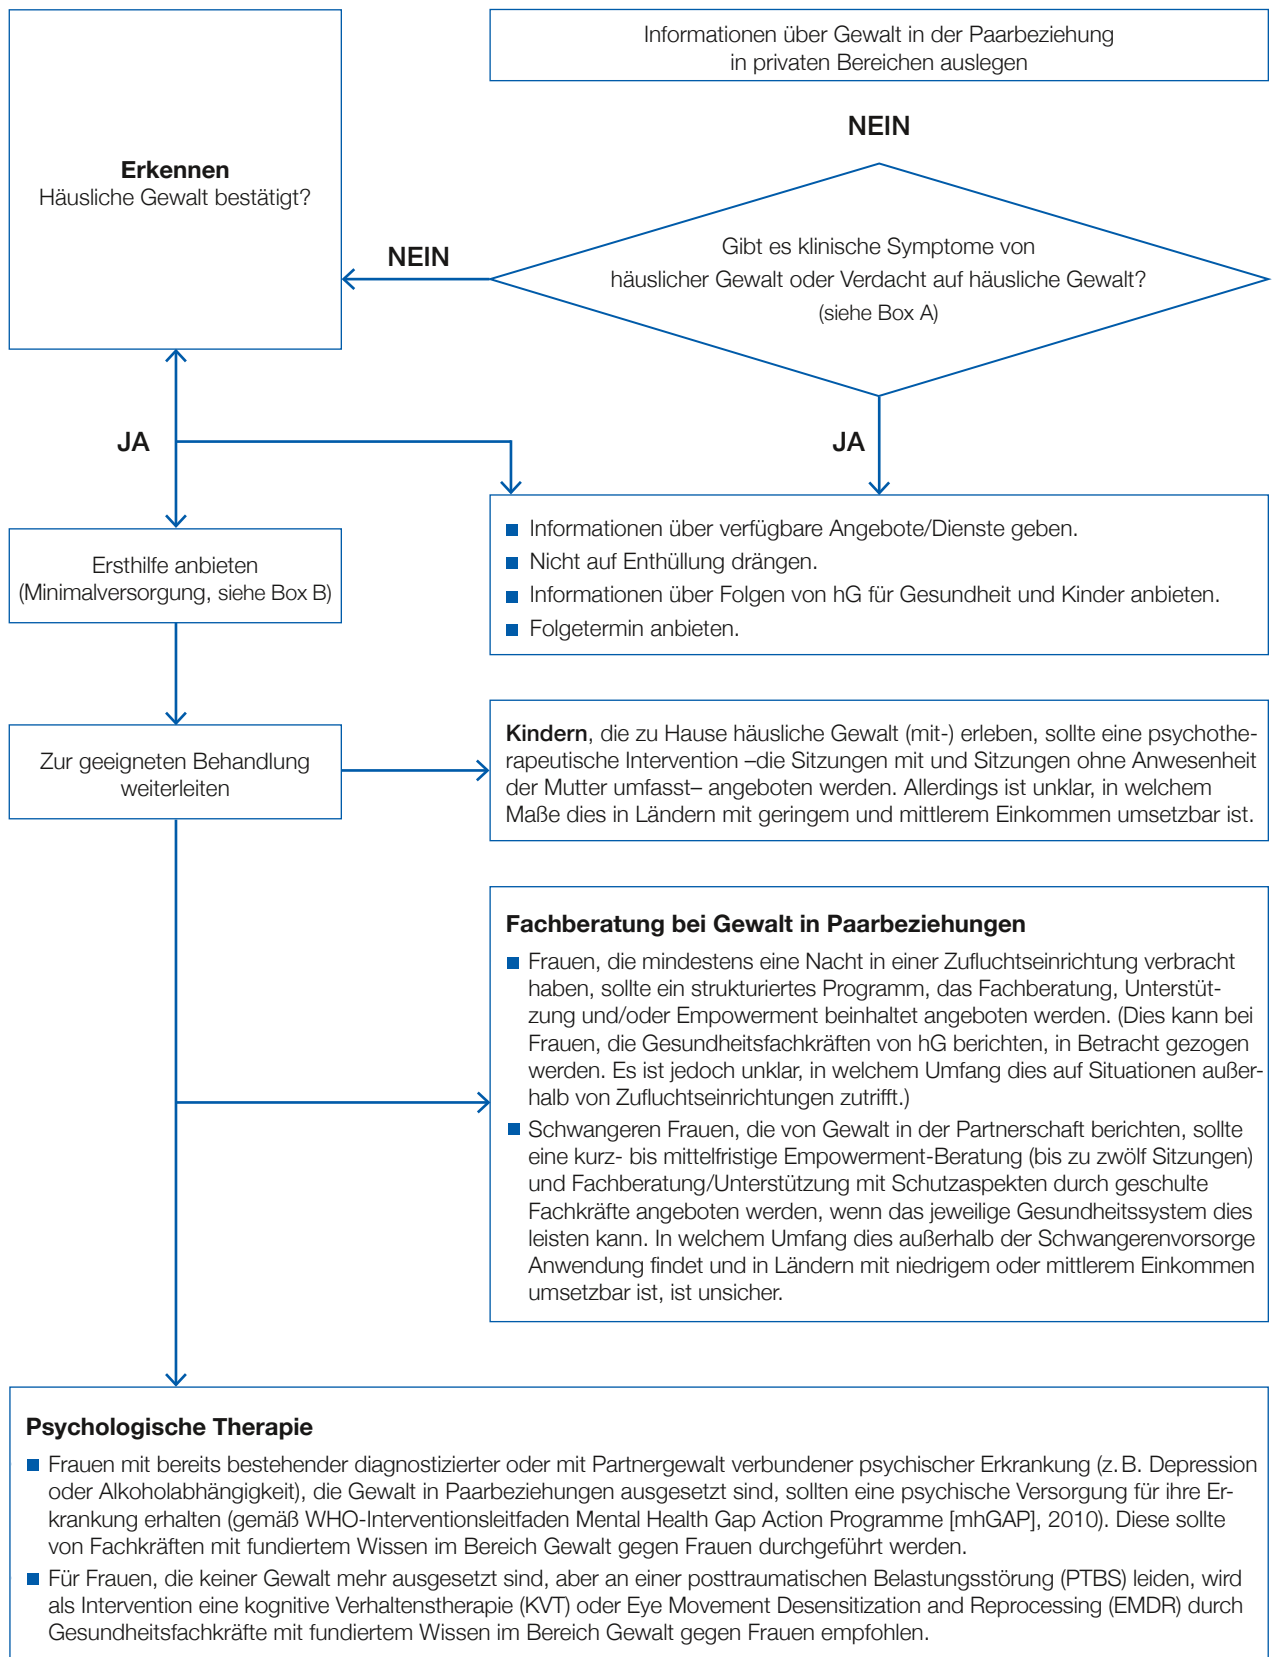 Informationen über Gewalt in der Paarbeziehung
in privaten Bereichen auslegen
Erkennen
Häusliche Gewalt bestätigt?
NEIN
NEIN
Gibt es klinische Symptome von
häuslicher Gewalt oder Verdacht auf häusliche Gewalt?
(siehe Box A)
JA
JA
Ersthilfe anbieten
(Minimalversorgung, siehe Box B)
■ Informationen über verfügbare Angebote/Dienste geben.
■ Nicht auf Enthüllung drängen.
■ Informationen über Folgen von hG für Gesundheit und Kinder anbieten.
■ Folgetermin anbieten.
Zur geeigneten Behandlung
weiterleiten
Kindern, die zu Hause häusliche Gewalt (mit-) erleben, sollte eine psychothe-
rapeutische Intervention –die Sitzungen mit und Sitzungen ohne Anwesenheit
der Mutter umfasst– angeboten werden. Allerdings ist unklar, in welchem
Maße dies in Ländern mit geringem und mittlerem Einkommen umsetzbar ist.
Fachberatung bei Gewalt in Paarbeziehungen
■ Frauen, die mindestens eine Nacht in einer Zufluchtseinrichtung verbracht
haben, sollte ein strukturiertes Programm, das Fachberatung, Unterstüt-
zung und/oder Empowerment beinhaltet angeboten werden. (Dies kann bei
Frauen, die Gesundheitsfachkräften von hG berichten, in Betracht gezogen
werden. Es ist jedoch unklar, in welchem Umfang dies auf Situationen außer-
halb von Zufluchtseinrichtungen zutrifft.)
■ Schwangeren Frauen, die von Gewalt in der Partnerschaft berichten, sollte
eine kurz- bis mittelfristige Empowerment-Beratung (bis zu zwölf Sitzungen)
und Fachberatung/Unterstützung mit Schutzaspekten durch geschulte
Fachkräfte angeboten werden, wenn das jeweilige Gesundheitssystem dies
leisten kann. In welchem Umfang dies außerhalb der Schwangerenvorsorge
Anwendung findet und in Ländern mit niedrigem oder mittlerem Einkommen
umsetzbar ist, ist unsicher.
Psychologische Therapie
■ Frauen mit bereits bestehender diagnostizierter oder mit Partnergewalt verbundener psychischer Erkrankung (z. B. Depression
oder Alkoholabhängigkeit), die Gewalt in Paarbeziehungen ausgesetzt sind, sollten eine psychische Versorgung für ihre Er-
krankung erhalten (gemäß WHO-Interventionsleitfaden Mental Health Gap Action Programme [mhGAP], 2010). Diese sollte
von Fachkräften mit fundiertem Wissen im Bereich Gewalt gegen Frauen durchgeführt werden.
■ Für Frauen, die keiner Gewalt mehr ausgesetzt sind, aber an einer posttraumatischen Belastungsstörung (PTBS) leiden, wird
als Intervention eine kognitive Verhaltenstherapie (KVT) oder Eye Movement Desensitization and Reprocessing (EMDR) durch
Gesundheitsfachkräfte mit fundiertem Wissen im Bereich Gewalt gegen Frauen empfohlen.